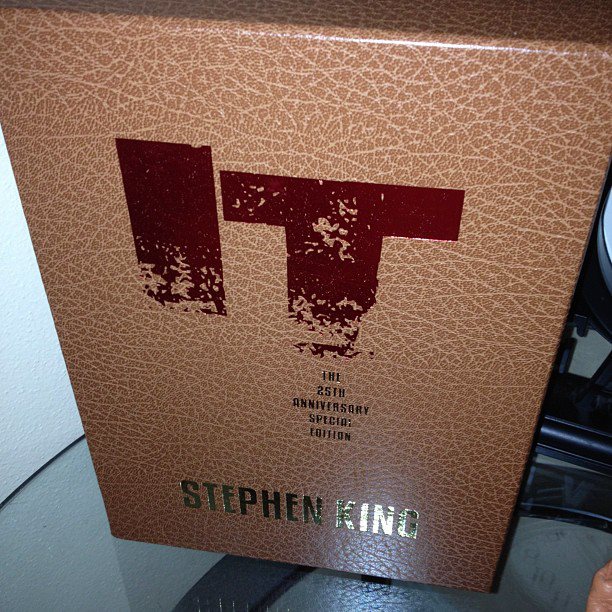 IT
THE
25TH
ANNIVERSARY
SPECIAL
EDITION
STEPHEN KING